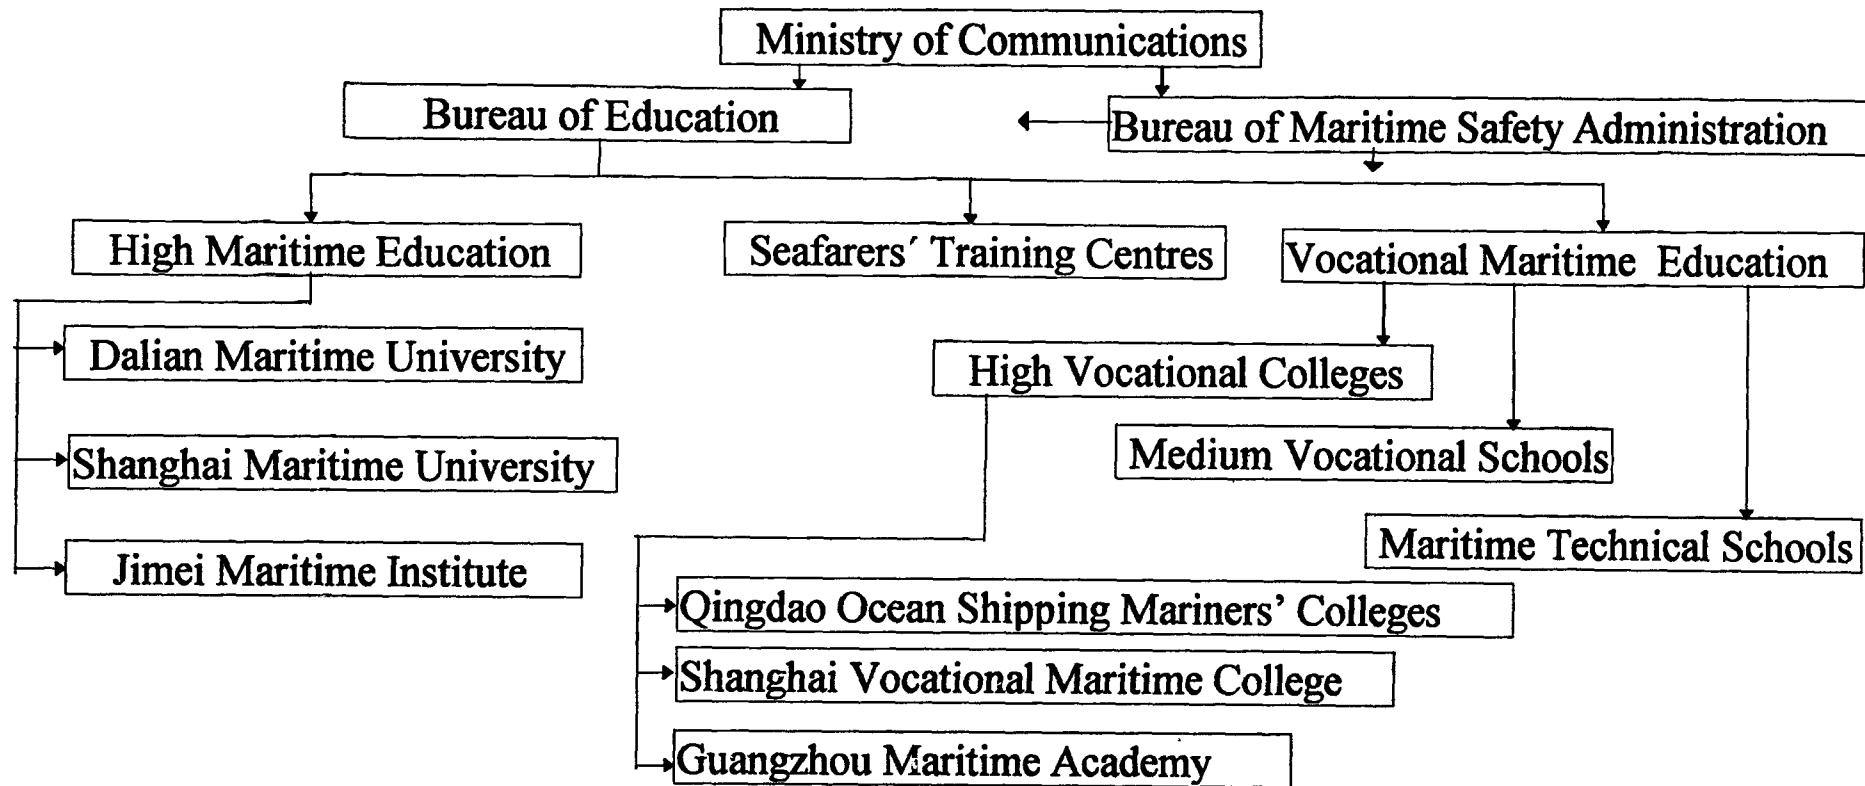 Ministry of Communications
Bureau of Education
Bureau of Maritime Safety Administration
High Maritime Education
Seafarers´ Training Centres
Vocational Maritime Education
Dalian Maritime University
High Vocational Colleges
Shanghai Maritime University
Medium Vocational Schools
Jimei Maritime Institute
Maritime Technical Schools
Qingdao Ocean Shipping Mariners’ Colleges
Shanghai Vocational Maritime College
Guangzhou Maritime Academy